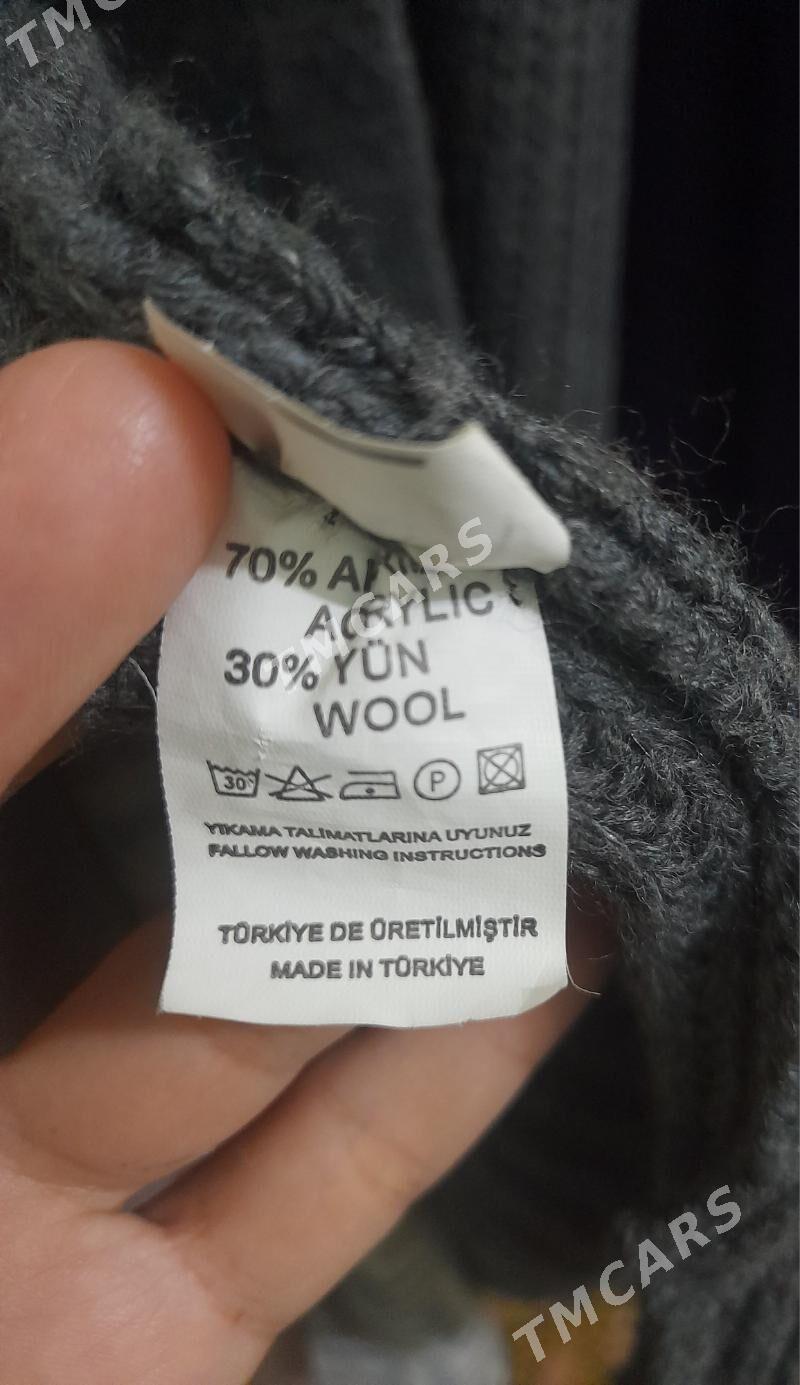 TMC
70%
ACRYLIC
30% YÜN
WOOL
30° P
YIKAMA TALIMATLARINA UYUNUZ
FALLOW WASHING INSTRUCTIONS
TÜRKİYE DE ÜRETİLMİŞTİR
MADE IN TÜRKİYE
TMCARS
TMCARS